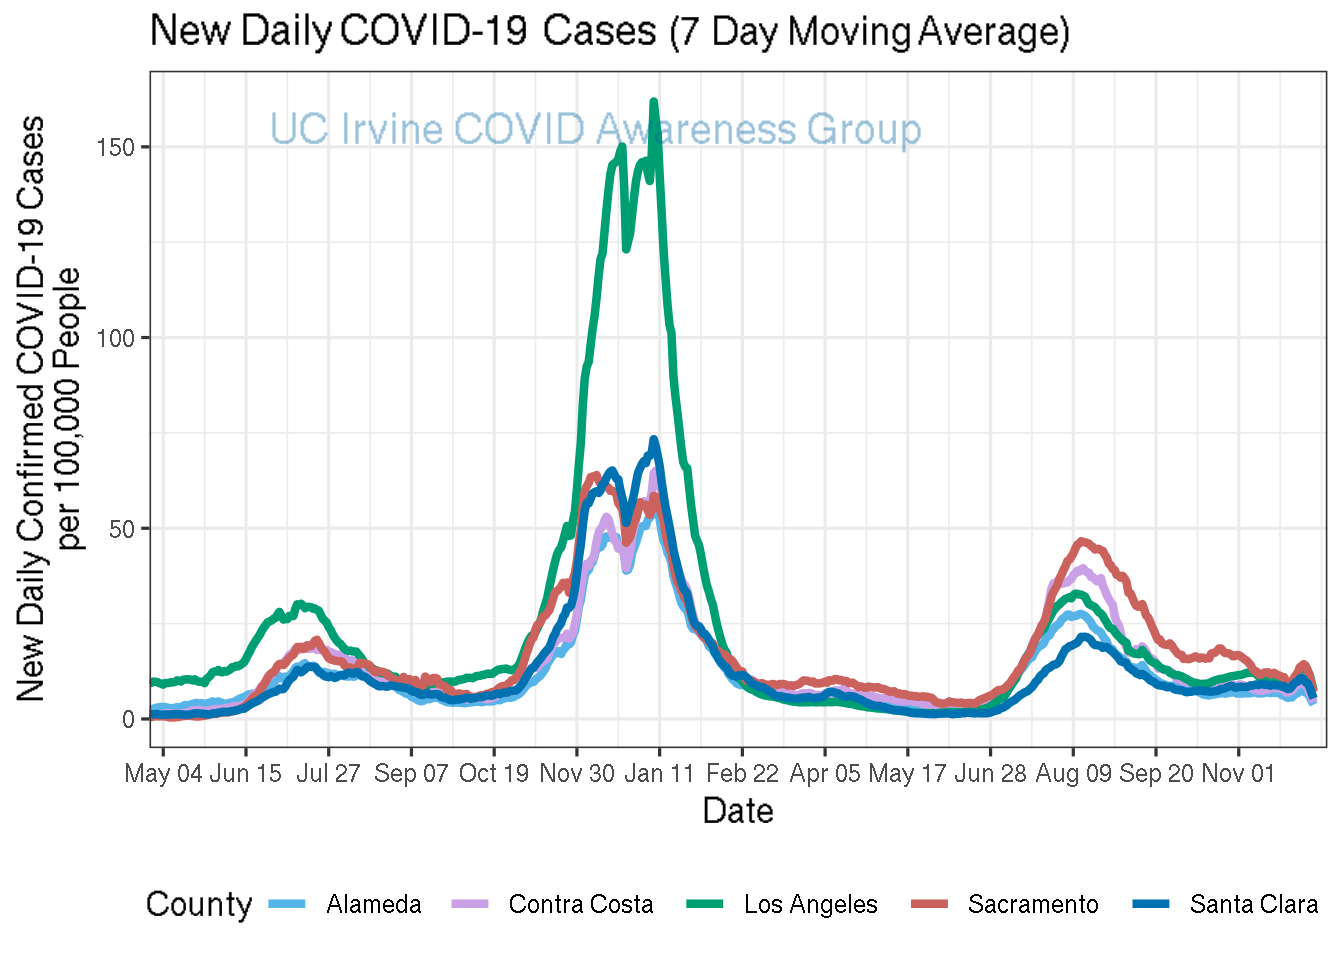 New Daily COVID-19 Cases (7 Day Moving Average)
UC Irvine COVID Awareness Group
New Daily Confirmed COVID-19 Cases
per 100,000 People
150
100
50
0
May 04 Jun 15 Jul 27 Sep 07 Oct 19 Nov 30 Jan 11 Feb 22 Apr 05 May 17 Jun 28 Aug 09 Sep 20 Nov 01
Date
County Alameda Contra Costa Los Angeles Sacramento Santa Clara